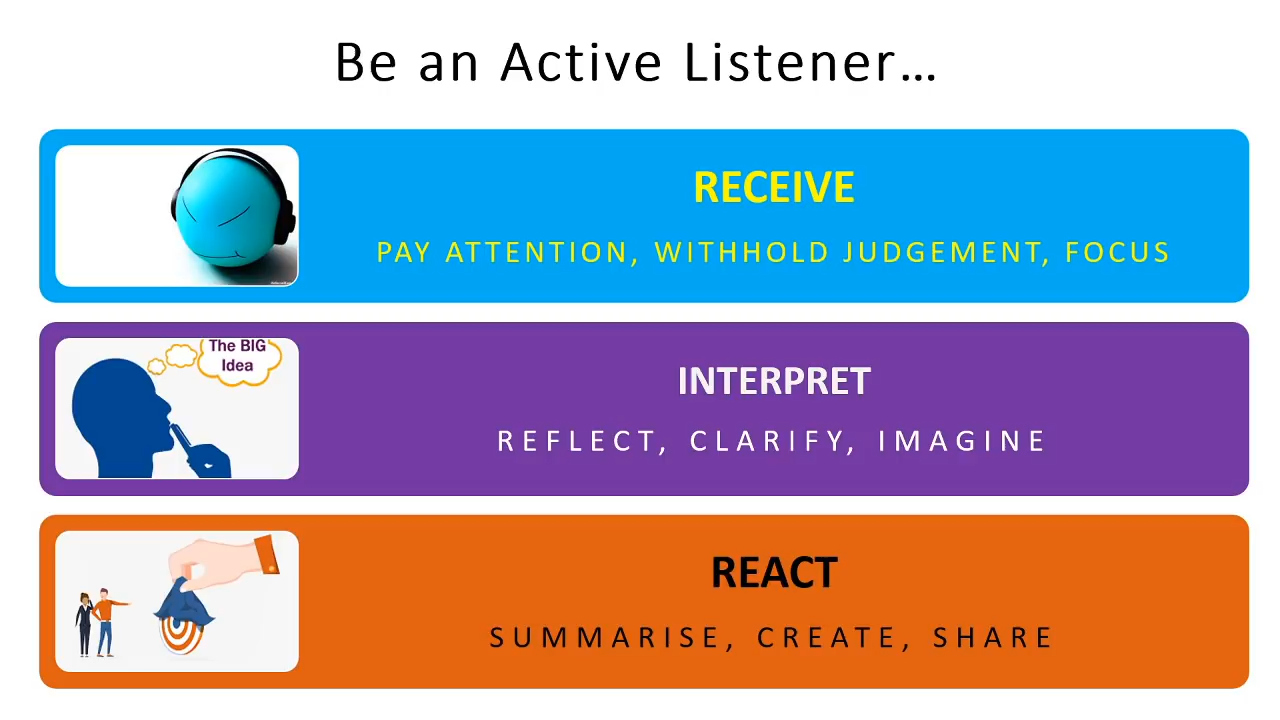 Be an Active Listener…
RECEIVE
PAY ATTENTION, WITHHOLD JUDGEMENT, FOCUS
The BIG
Idea
INTERPRET
REFLECT, CLARIFY, IMAGINE
REACT
SUMMARISE, CREATE, SHARE